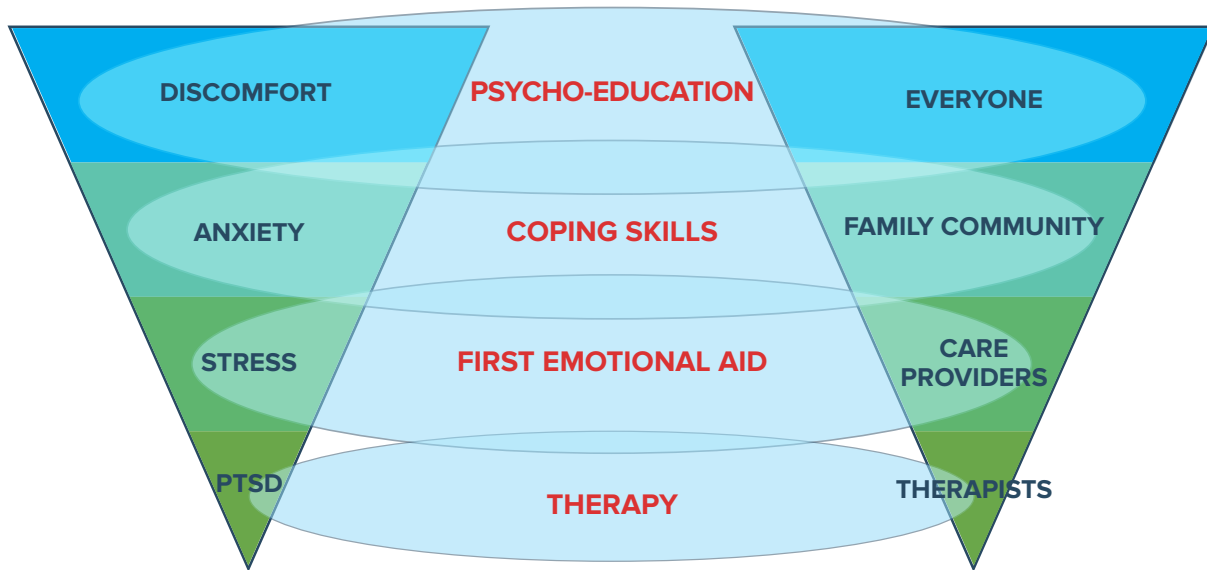 DISCOMFORT
PSYCHO-EDUCATION
EVERYONE
ANXIETY
COPING SKILLS
FAMILY COMMUNITY
STRESS
FIRST EMOTIONAL AID
CARE
PROVIDERS
PTSD
THERAPY
THERAPISTS